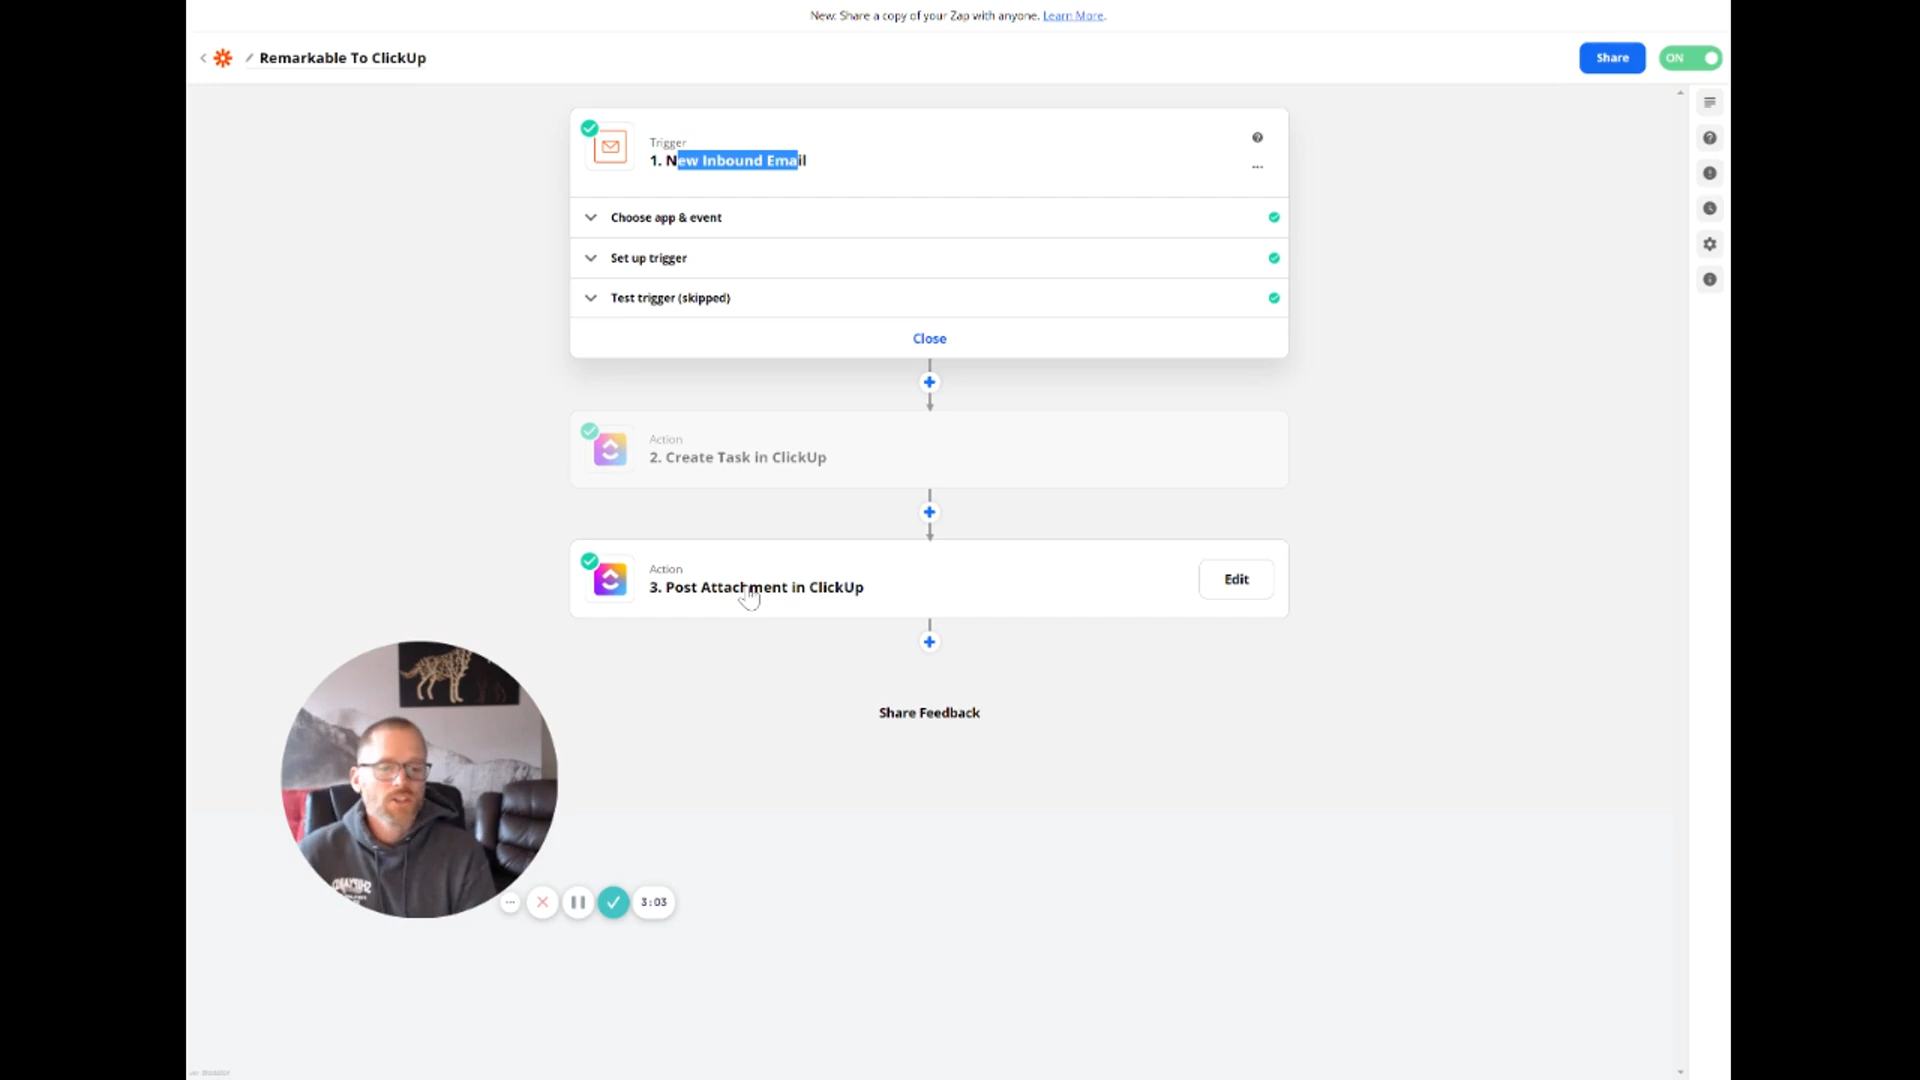 New: Share a copy of your Zap with anyone. Learn More.
Remarkable To ClickUp
Share
ON
Trigger
1. New Inbound Email
Choose app & event
Set up trigger
Test trigger (skipped)
Close
Action
2. Create Task in ClickUp
Action
3. Post Attachment in ClickUp
Edit
Share Feedback
3:03